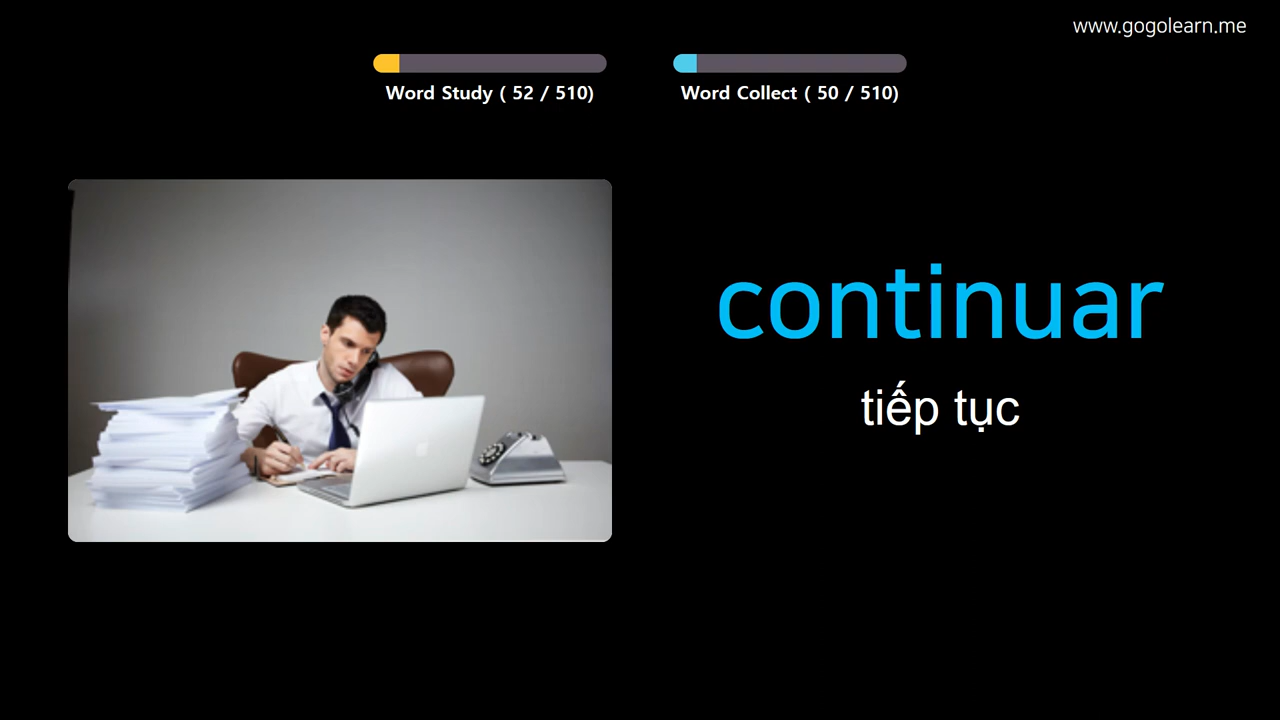 www.gogolearn.me
Word Study ( 52 / 510)
Word Collect ( 50 / 510)
continuar
tiếp tục